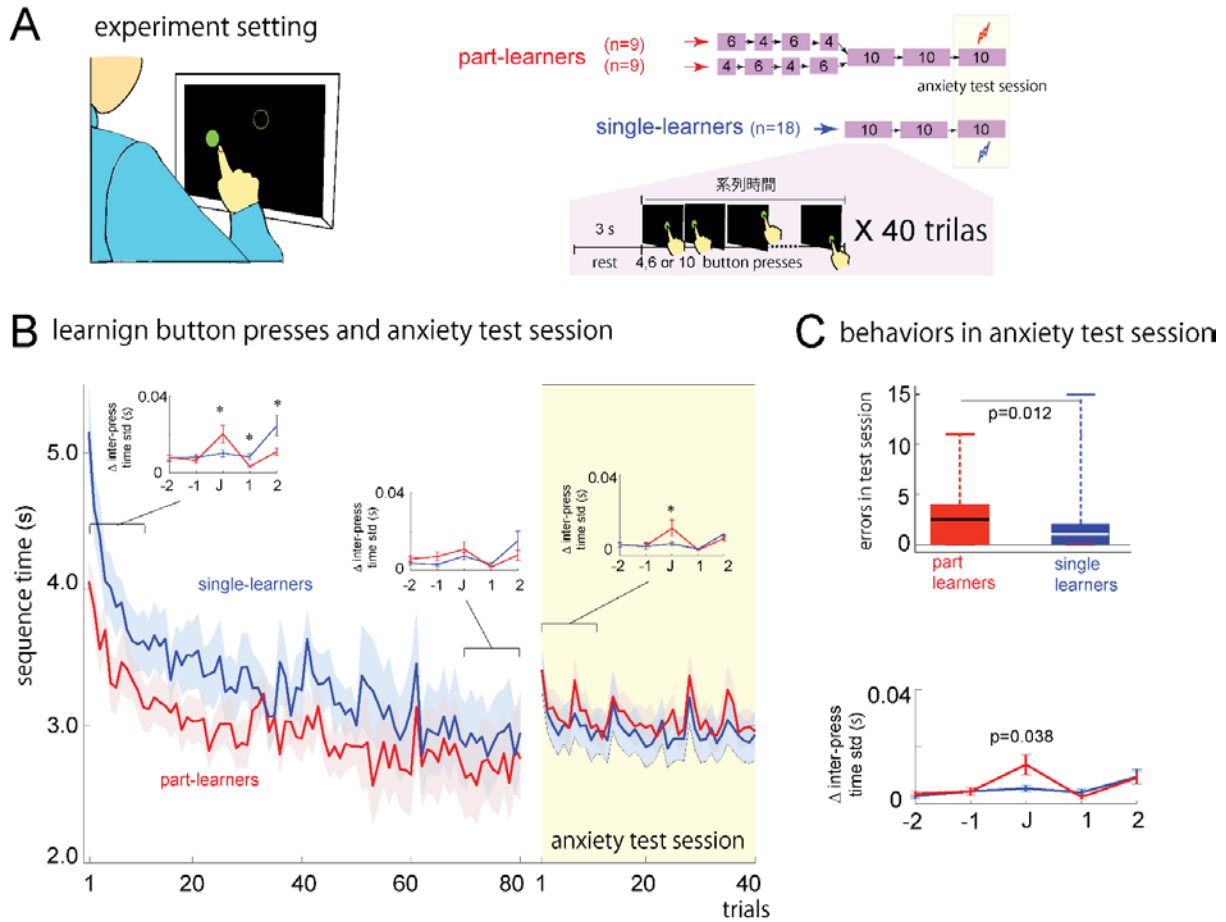 A experiment setting
part-learners (n=9)
(n=9)
6 4 6 4
4 6 4 6
10 10 10
anxiety test session
single-learners (n=18)
10 10 10
系列時間
3 s
rest
4,6 or 10 button presses
X 40 trilas
B learnign button presses and anxiety test session
sequence time (s)
5.0
4.0
3.0
2.0
1 20 40 60 80
1 20 40
trials
single-learners
part-learners
anxiety test session
Δ inter-press
time std (s)
0.04
0
* * *
-2 -1 J 1 2
Δ inter-press
time std (s)
0.04
0
-2 -1 J 1 2
Δ inter-press
time std (s)
0.04
0
*
-2 -1 J 1 2
C behaviors in anxiety test session
errors in test session
15
10
5
0
p=0.012
part
learners
single
learners
Δ inter-press
time std (s)
0.04
0
p=0.038
-2 -1 J 1 2